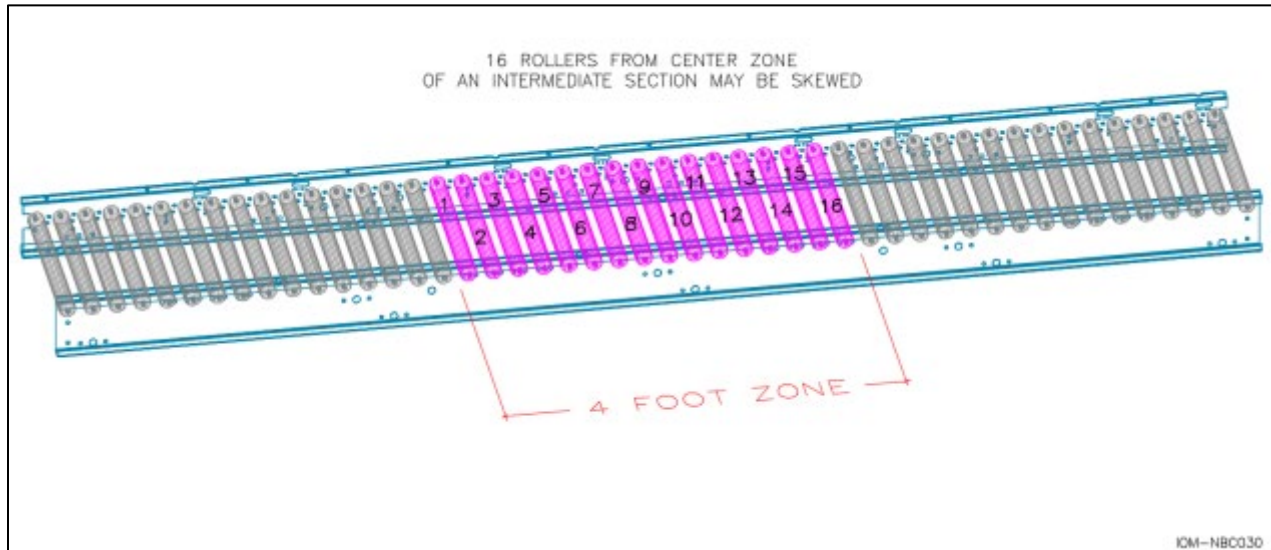 16 ROLLERS FROM CENTER ZONE
OF AN INTERMEDIATE SECTION MAY BE SKEWED
1 3 5 7 9 11 13 15
2 4 6 8 10 12 14 16
4 FOOT ZONE
IOM-NBC030